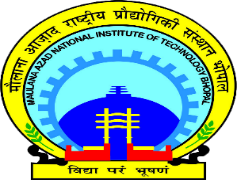 मौलाना आज़ाद राष्ट्रीय प्रौद्योगिकी संस्थान भोपाल
MAULANA AZAD NATIONAL INSTITUTE OF TECHNOLOGY BHOPAL
विद्या परं भूषणं